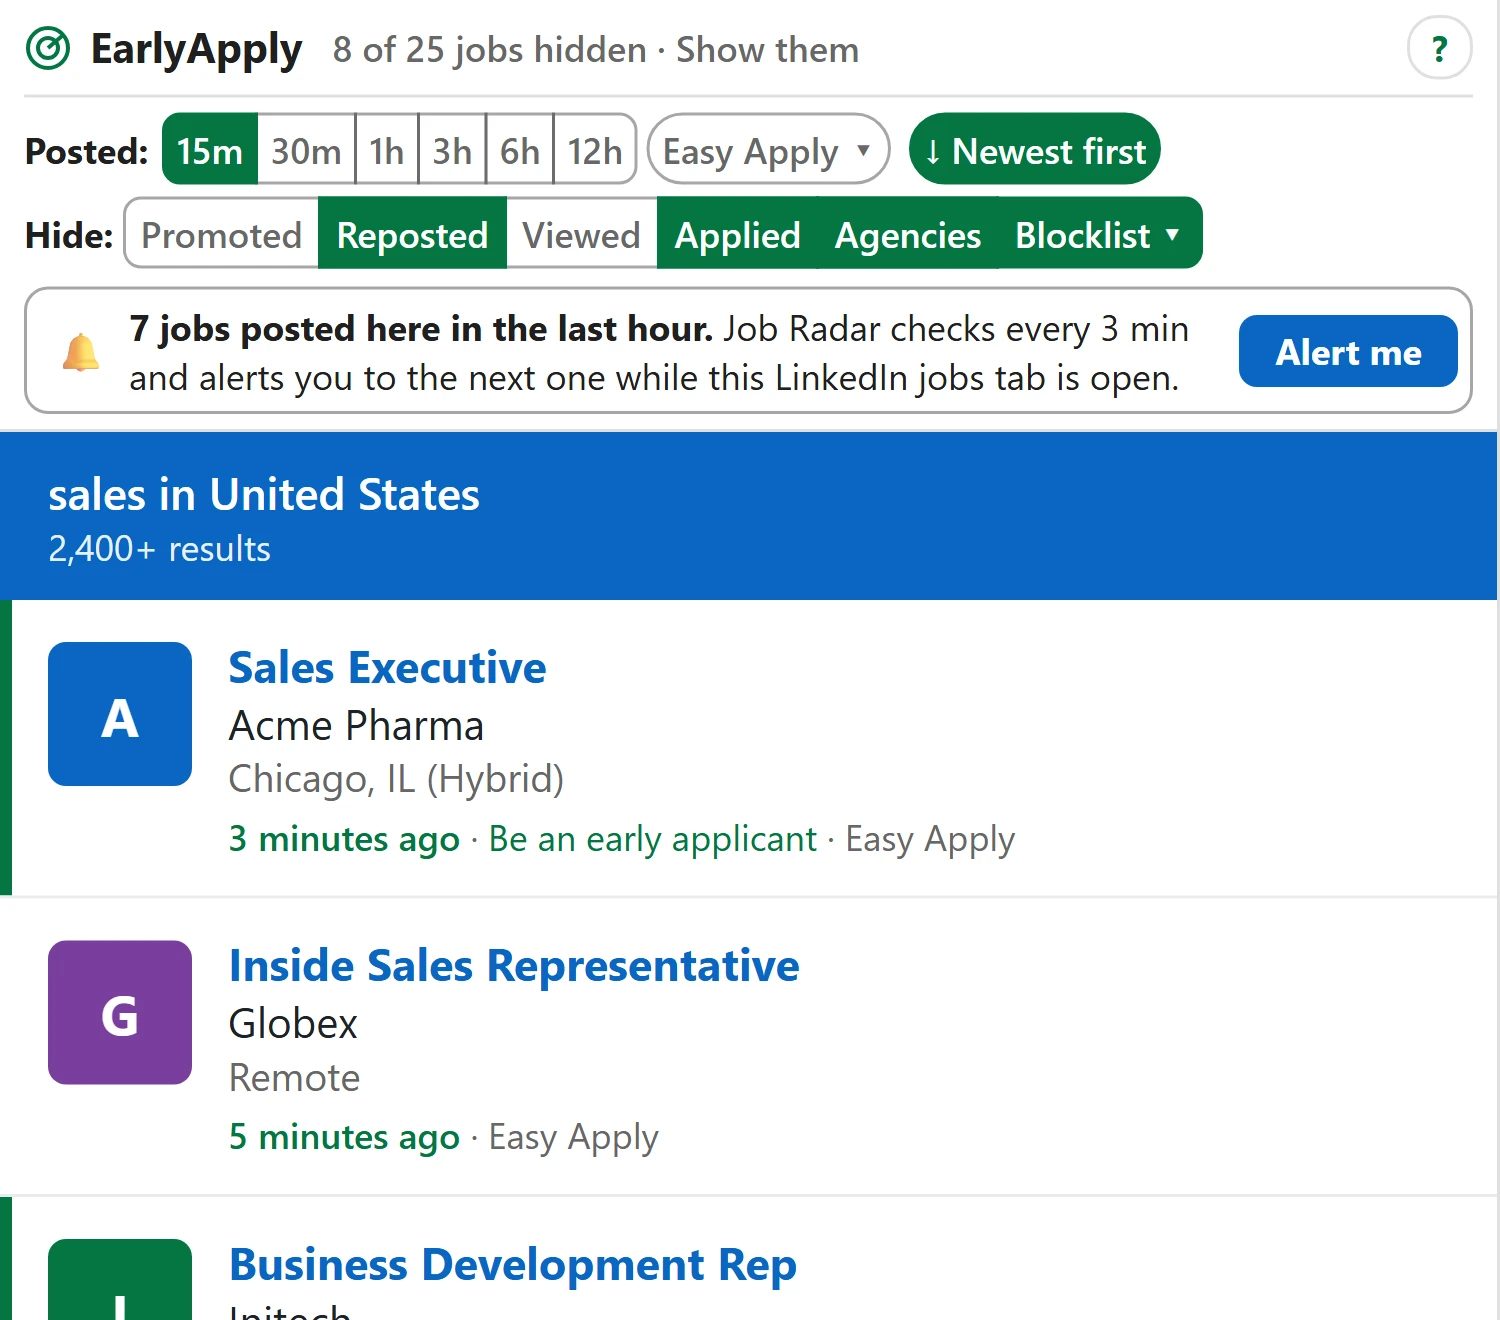 EarlyApply 8 of 25 jobs hidden · Show them ?
Posted: 15m 30m 1h 3h 6h 12h Easy Apply ▼ ↓ Newest first
Hide: Promoted Reposted Viewed Applied Agencies Blocklist ▼
7 jobs posted here in the last hour. Job Radar checks every 3 min
and alerts you to the next one while this LinkedIn jobs tab is open.
Alert me
sales in United States
2,400+ results
A
Sales Executive
Acme Pharma
Chicago, IL (Hybrid)
3 minutes ago · Be an early applicant · Easy Apply
G
Inside Sales Representative
Globex
Remote
5 minutes ago · Easy Apply
I
Business Development Rep
Initech